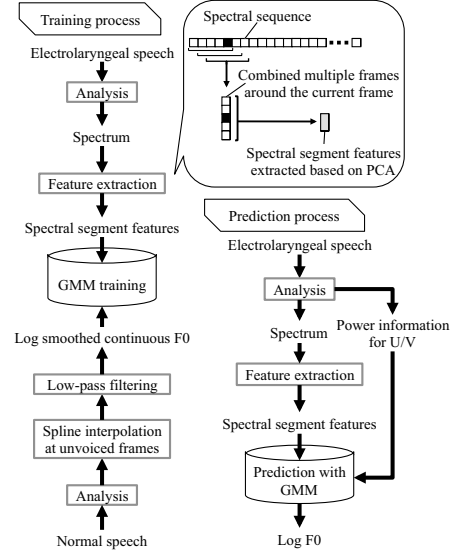 Training process
Electrolaryngeal speech
Analysis
Spectrum
Feature extraction
Spectral segment features
GMM training
Log smoothed continuous F0
Low-pass filtering
Spline interpolation
at unvoiced frames
Analysis
Normal speech
Spectral sequence
Combined multiple frames
around the current frame
Spectral segment features
extracted based on PCA
Prediction process
Electrolaryngeal speech
Analysis
Power information
for U/V
Spectrum
Feature extraction
Spectral segment features
Prediction with
GMM
Log F0